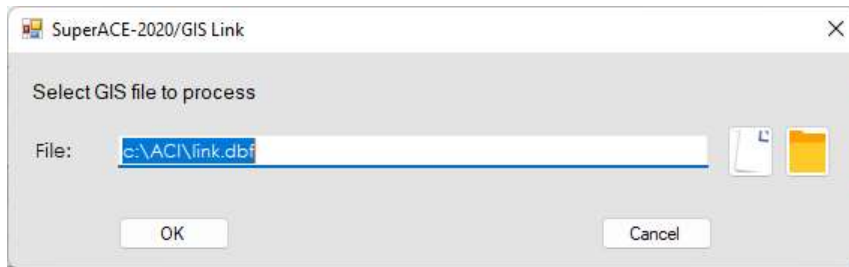 SuperACE-2020/GIS Link
Select GIS file to process
File: c:\ACI\link.dbf
OK Cancel